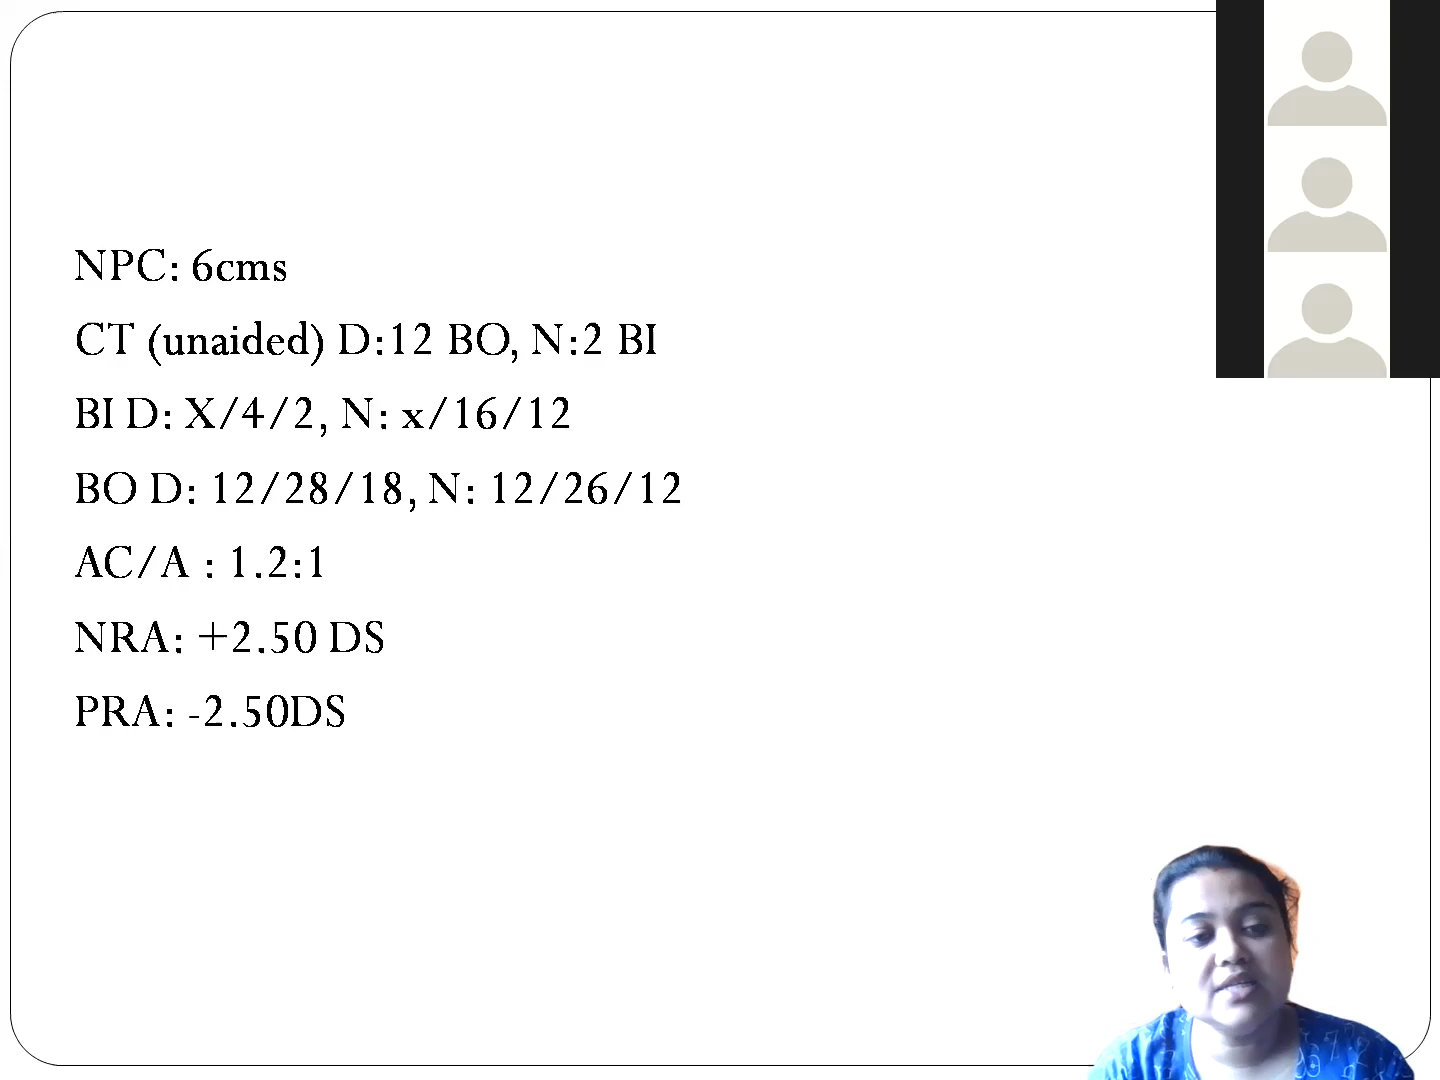 NPC: 6cms
CT (unaided) D:12 BO, N:2 BI
BI D: X/4/2, N: x/16/12
BO D: 12/28/18, N: 12/26/12
AC/A : 1.2:1
NRA: +2.50 DS
PRA: -2.50DS